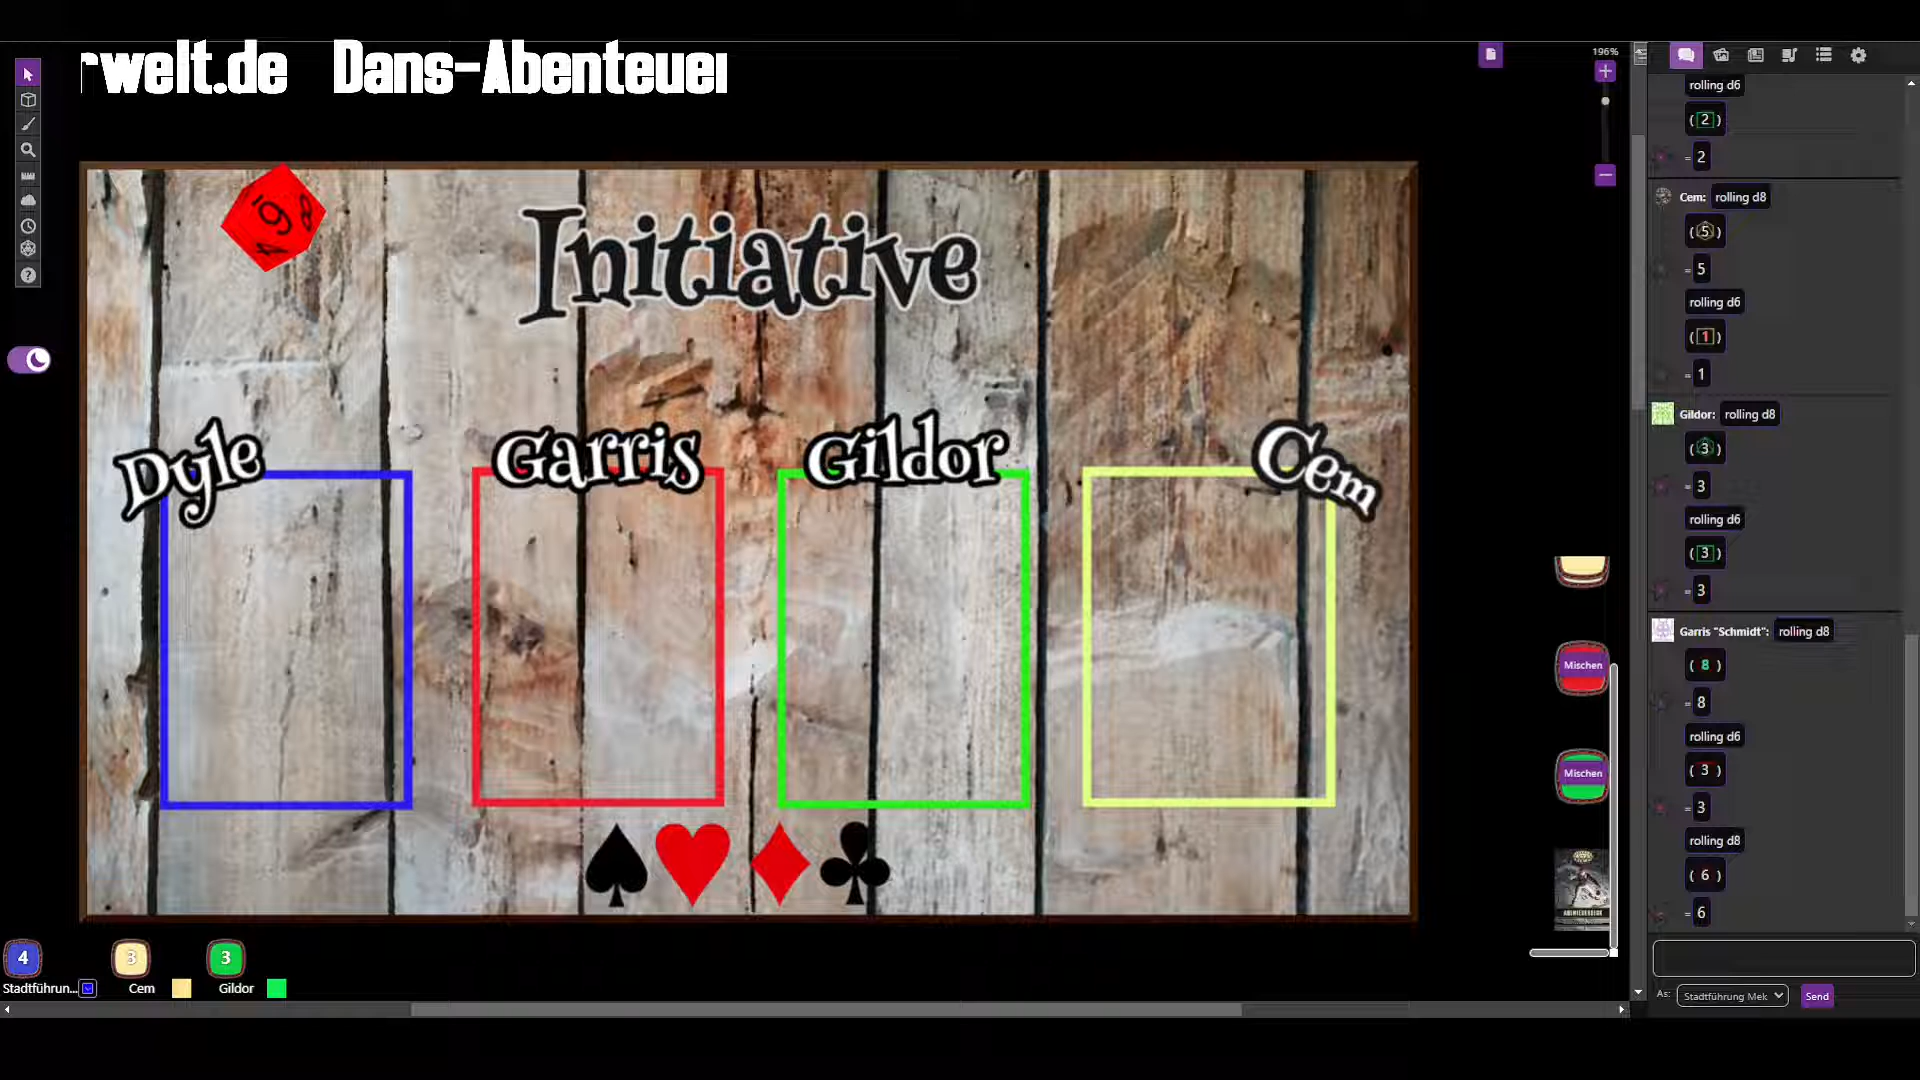 rwelt.de Dans-Abenteuer
196%
Initiative
Dyle
Garris
Gildor
Cem
Mischen
Mischen
4
3
3
Stadtführun...
Cem
Gildor
rolling d6
(2)
= 2
Cem: rolling d8
(5)
= 5
rolling d6
(1)
= 1
Gildor: rolling d8
(3)
= 3
rolling d6
(3)
= 3
Garris "Schmidt": rolling d8
(8)
= 8
rolling d6
(3)
= 3
rolling d8
(6)
= 6
As: Stadtführung Mek Send